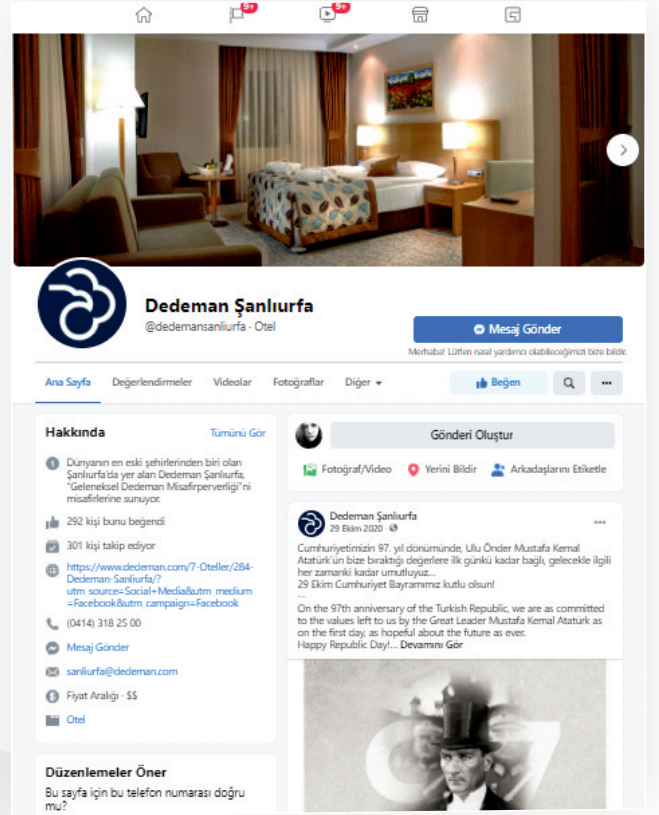 9+
9+
Dedeman Şanlıurfa
@dedemansanliurfa · Otel
Mesaj Gönder
Merhaba! Lütfen nasıl yardımcı olabileceğimizi bize bildir.
Ana Sayfa
Değerlendirmeler
Videolar
Fotoğraflar
Diğer
Beğen
Hakkında
Tümünü Gör
Dünyanın en eski şehirlerinden biri olan
Şanlıurfa'da yer alan Dedeman Şanlıurfa,
"Geleneksel Dedeman Misafirperverliği"ni
misafirlerine sunuyor.
292 kişi bunu beğendi
301 kişi takip ediyor
https://www.dedeman.com/7-Oteller/284-
Dedeman-Sanliurfa/?
utm_source=Social+Media&utm_medium
=Facebook&utm_campaign=Facebook
(0414) 318 25 00
Mesaj Gönder
sanliurfa@dedeman.com
Fiyat Aralığı · $$
Otel
Düzenlemeler Öner
Bu sayfa için bu telefon numarası doğru
mu?
Gönderi Oluştur
Fotoğraf/Video
Yerini Bildir
Arkadaşlarını Etiketle
Dedeman Şanlıurfa
29 Ekim 2020 ·
Cumhuriyetimizin 97. yıl dönümünde, Ulu Önder Mustafa Kemal
Atatürk'ün bize bıraktığı değerlere ilk günkü kadar bağlı, gelecekle ilgili
her zamanki kadar umutluyuz...
29 Ekim Cumhuriyet Bayramımız kutlu olsun!
--
On the 97th anniversary of the Turkish Republic, we are as committed
to the values left to us by the Great Leader Mustafa Kemal Atatürk as
on the first day, as hopeful about the future as ever.
Happy Republic Day!... Devamını Gör
97